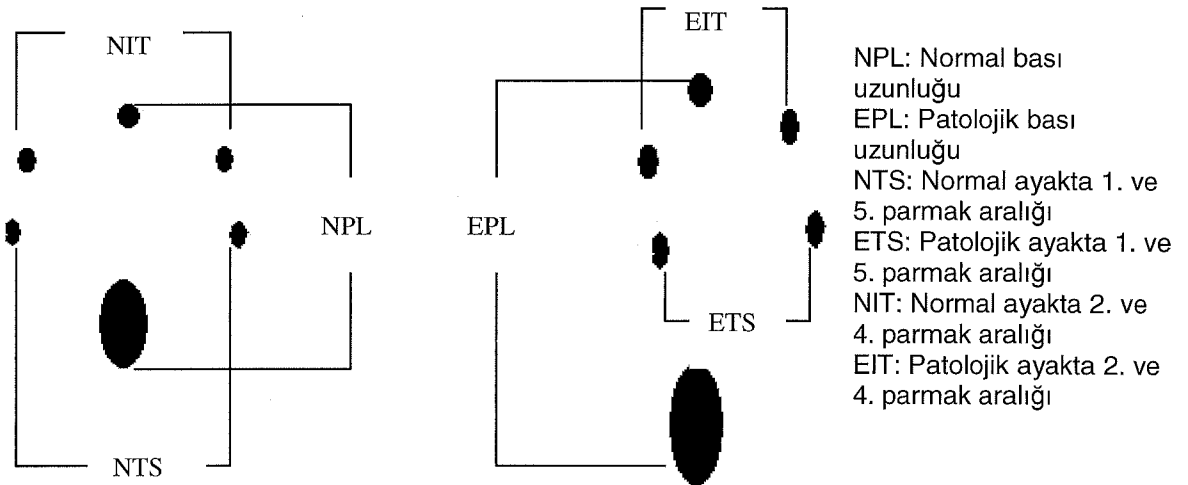 NIT
NPL
NTS
EIT
EPL
ETS
NPL: Normal bası
uzunluğu
EPL: Patolojik bası
uzunluğu
NTS: Normal ayakta 1. ve
5. parmak aralığı
ETS: Patolojik ayakta 1. ve
5. parmak aralığı
NIT: Normal ayakta 2. ve
4. parmak aralığı
EIT: Patolojik ayakta 2. ve
4. parmak aralığı